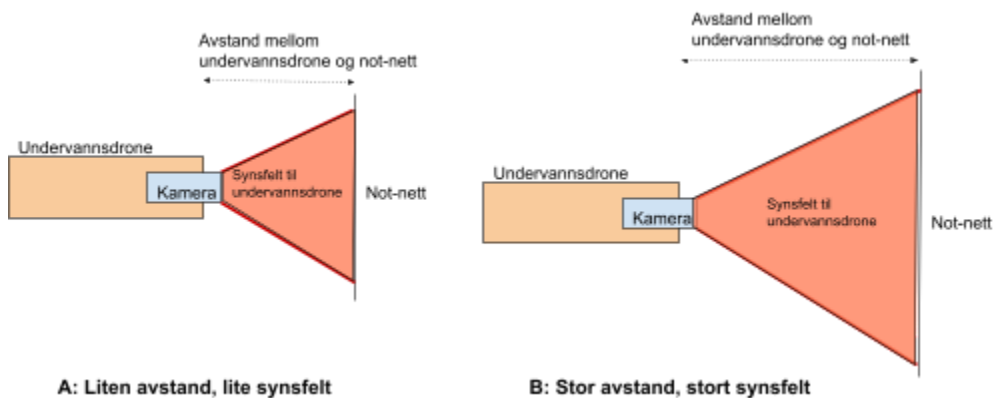 Avstand mellom
undervannsdrone og not-nett
Undervannsdrone
Kamera
Synsfelt til
undervannsdrone
Not-nett
A: Liten avstand, lite synsfelt
Avstand mellom
undervannsdrone og not-nett
Undervannsdrone
Kamera
Synsfelt til
undervannsdrone
Not-nett
B: Stor avstand, stort synsfelt